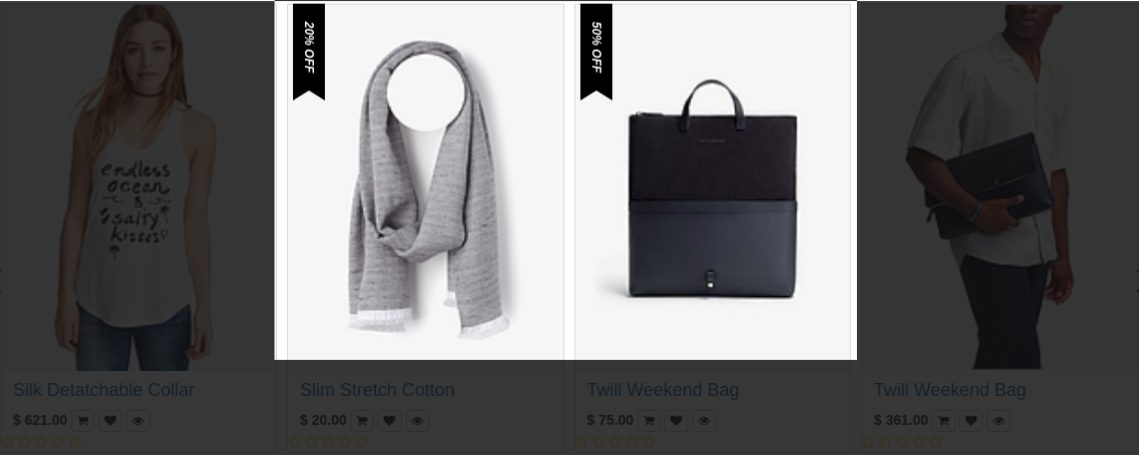 20% OFF
50% OFF
endless
ocean
&
salty
kisses
Silk Detatchable Collar
Slim Stretch Cotton
Twill Weekend Bag
Twill Weekend Bag
$ 621.00
$ 20.00
$ 75.00
$ 361.00